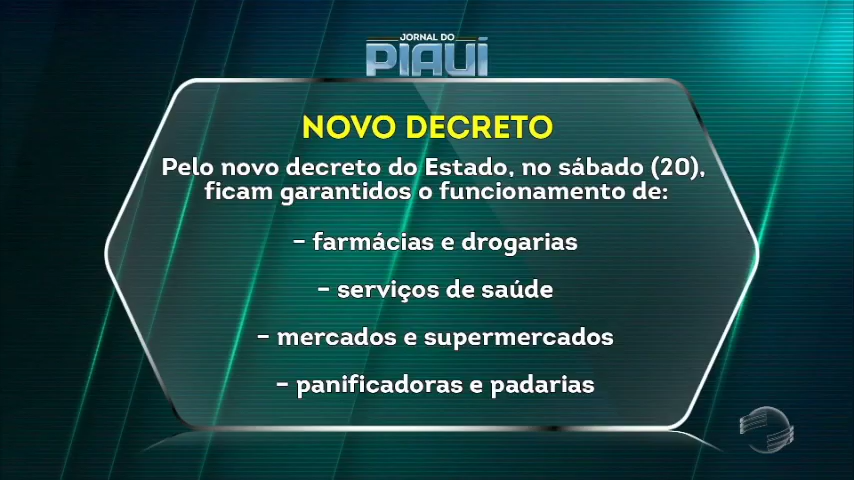 JORNAL DO
PIAUÍ
NOVO DECRETO
Pelo novo decreto do Estado, no sábado (20),
ficam garantidos o funcionamento de:
– farmácias e drogarias
– serviços de saúde
– mercados e supermercados
– panificadoras e padarias